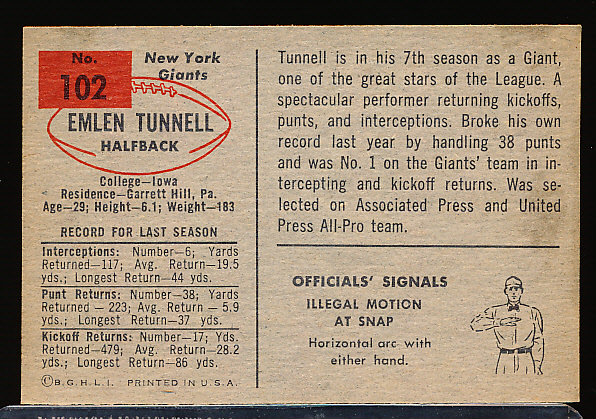 No.
102
New York
Giants
EMLEN TUNNELL
HALFBACK
College—Iowa
Residence—Garrett Hill, Pa.
Age—29; Height—6.1; Weight—183
RECORD FOR LAST SEASON
Interceptions: Number—6; Yards
Returned—117; Avg. Return—19.5
yds.; Longest Return—44 yds.
Punt Returns: Number—38; Yards
Returned — 223; Avg. Return — 5.9
yds.; Longest Return—37 yds.
Kickoff Returns: Number—17; Yds.
Returned—479; Avg. Return—28.2
yds.; Longest Return—86 yds.
©B.G.H.L.I. PRINTED IN U.S.A.
Tunnell is in his 7th season as a Giant,
one of the great stars of the League. A
spectacular performer returning kickoffs,
punts, and interceptions. Broke his own
record last year by handling 38 punts
and was No. 1 on the Giants' team in in-
tercepting and kickoff returns. Was se-
lected on Associated Press and United
Press All-Pro team.
OFFICIALS' SIGNALS
ILLEGAL MOTION
AT SNAP
Horizontal arc with
either hand.